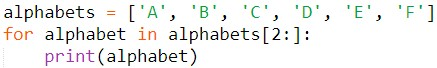 alphabets = ['A', 'B', 'C', 'D', 'E', 'F']
for alphabet in alphabets[2:]:
    print(alphabet)